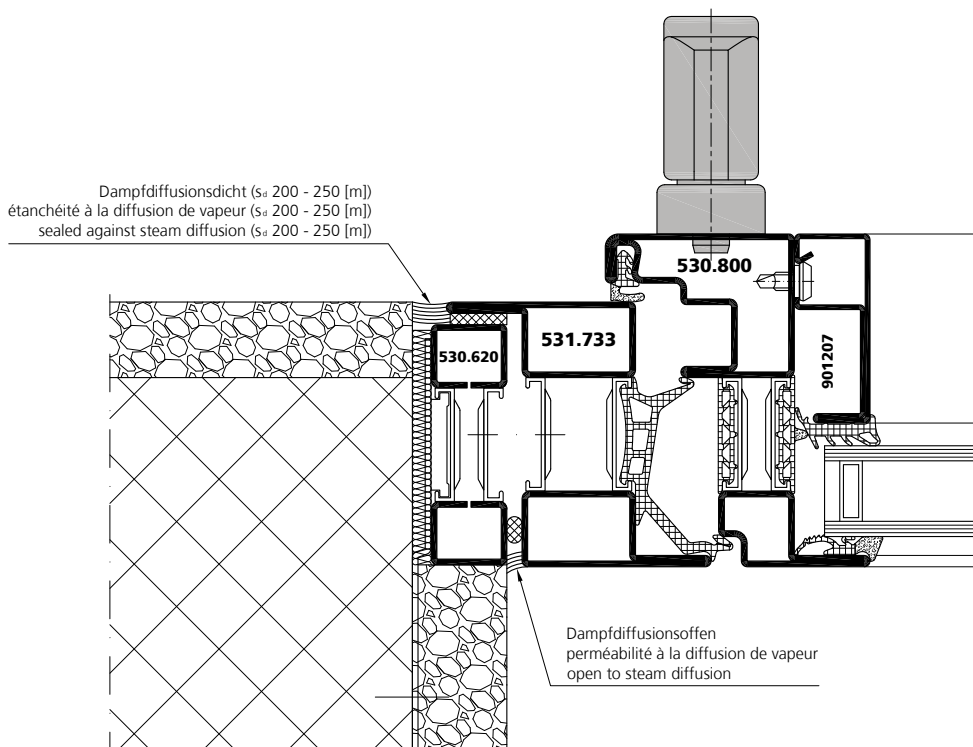 Dampfdiffusionsdicht (sd 200 - 250 [m])
étanchéité à la diffusion de vapeur (sd 200 - 250 [m])
sealed against steam diffusion (sd 200 - 250 [m])
530.800
530.620
531.733
901207
Dampfdiffusionsoffen
perméabilité à la diffusion de vapeur
open to steam diffusion